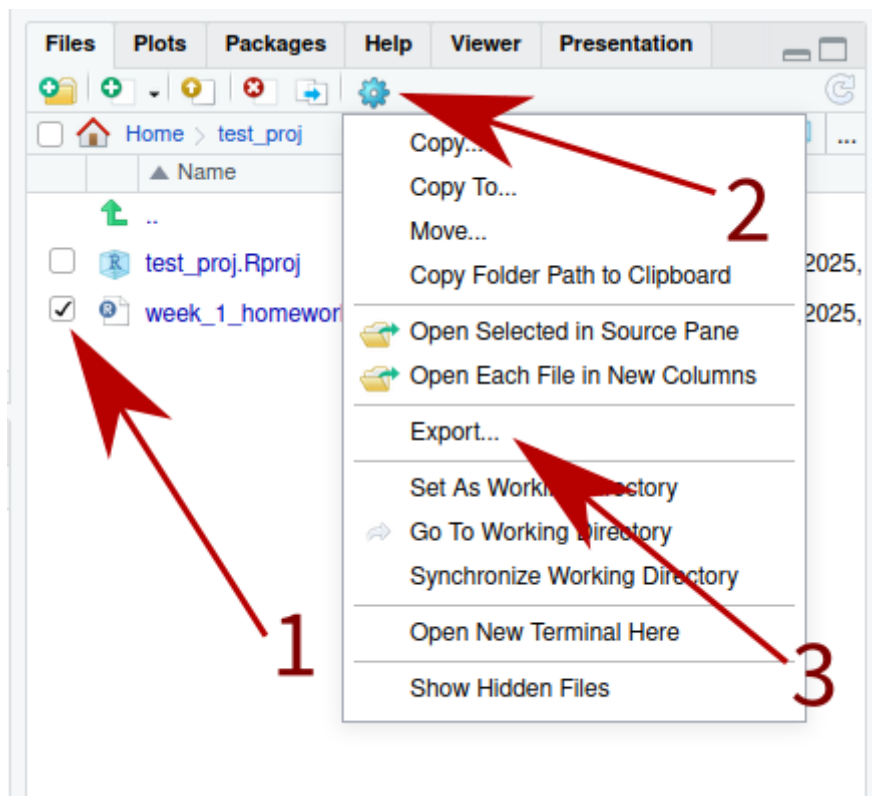 Files Plots Packages Help Viewer Presentation
Home > test_proj ...
Name
..
test_proj.Rproj 2025,
week_1_homewor 2025,
Copy...
Copy To...
Move...
Copy Folder Path to Clipboard
Open Selected in Source Pane
Open Each File in New Columns
Export...
Set As Working Directory
Go To Working Directory
Synchronize Working Directory
Open New Terminal Here
Show Hidden Files
1
2
3